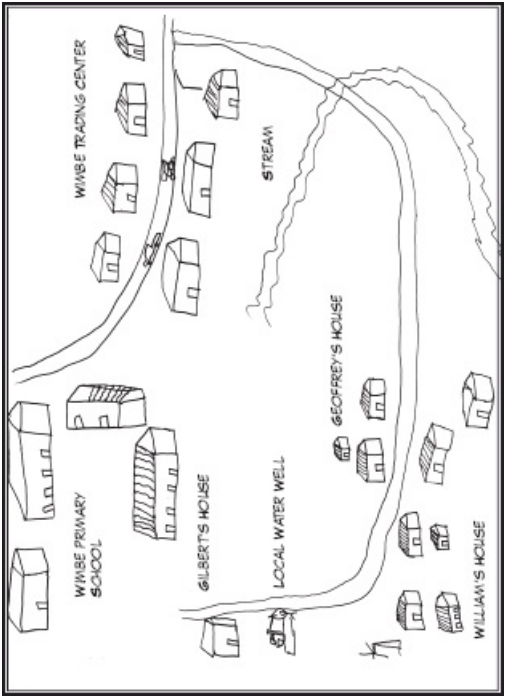 WIMBE PRIMARY
SCHOOL
WIMBE TRADING CENTER
GILBERT'S HOUSE
STREAM
LOCAL WATER WELL
GEOFFREY'S HOUSE
WILLIAM'S HOUSE